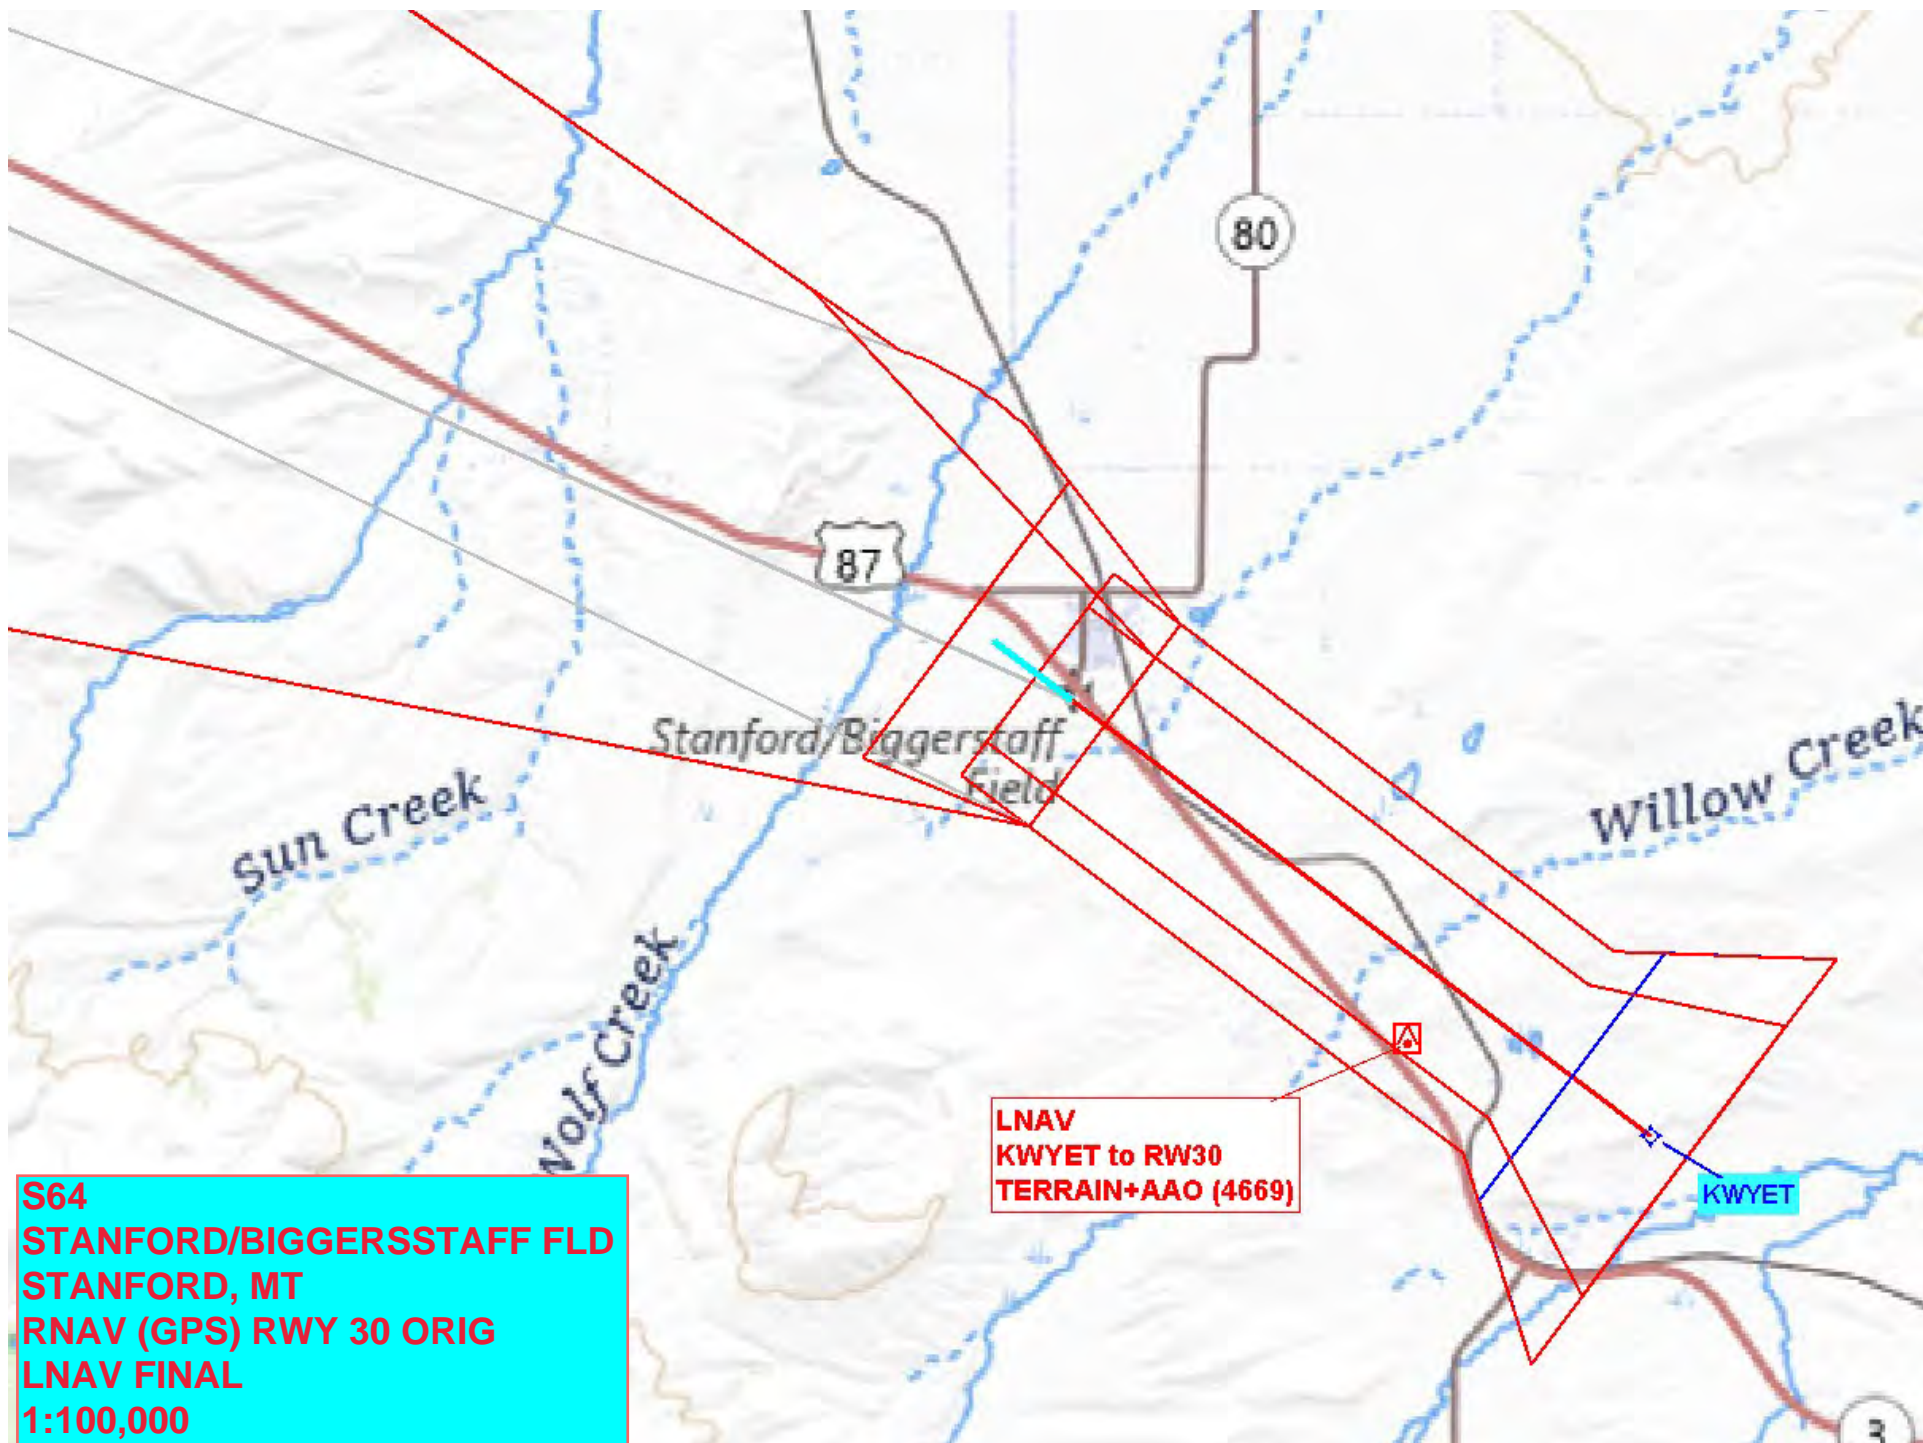 80
87
Stanford/Biggerstaff
Field
Willow Creek
Sun Creek
Wolf Creek
LNAV
KWYET to RW30
TERRAIN+AAO (4669)
KWYET
S64
STANFORD/BIGGERSSTAFF FLD
STANFORD, MT
RNAV (GPS) RWY 30 ORIG
LNAV FINAL
1:100,000
3